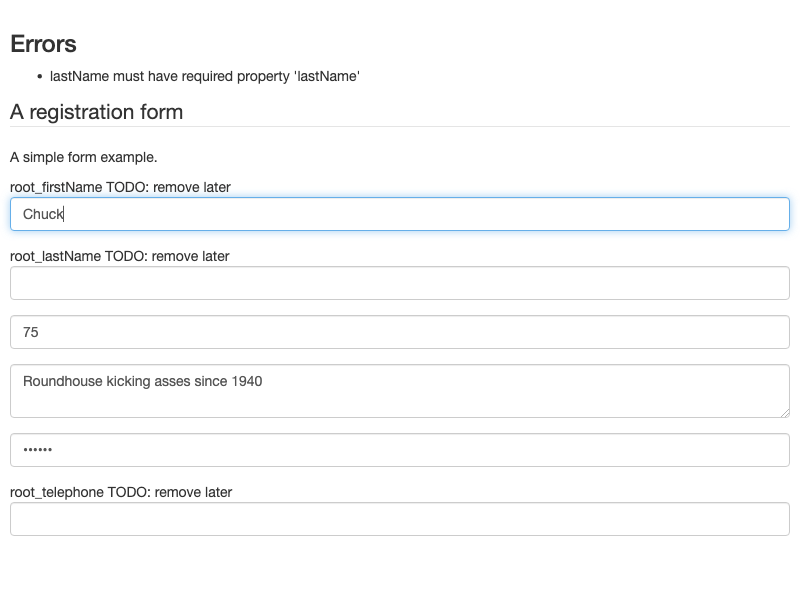 Errors
• lastName must have required property 'lastName'
A registration form
A simple form example.
root_firstName TODO: remove later
Chuck
root_lastName TODO: remove later
75
Roundhouse kicking asses since 1940
••••••
root_telephone TODO: remove later